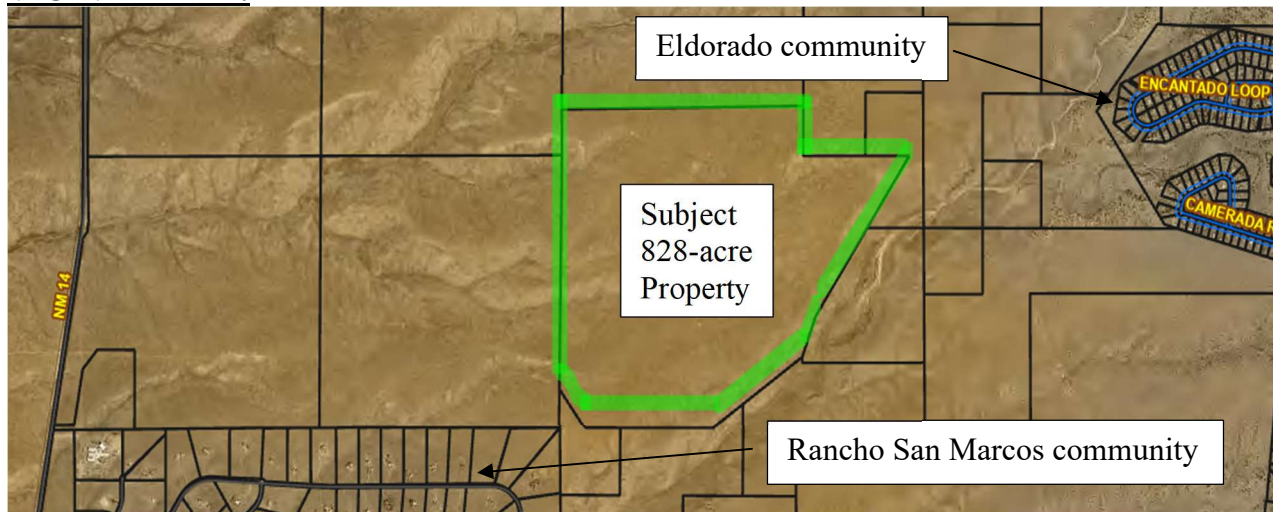 Eldorado community
ENCANTADO LOOP
Subject
828-acre
Property
CAMERADA R
NM 14
Rancho San Marcos community